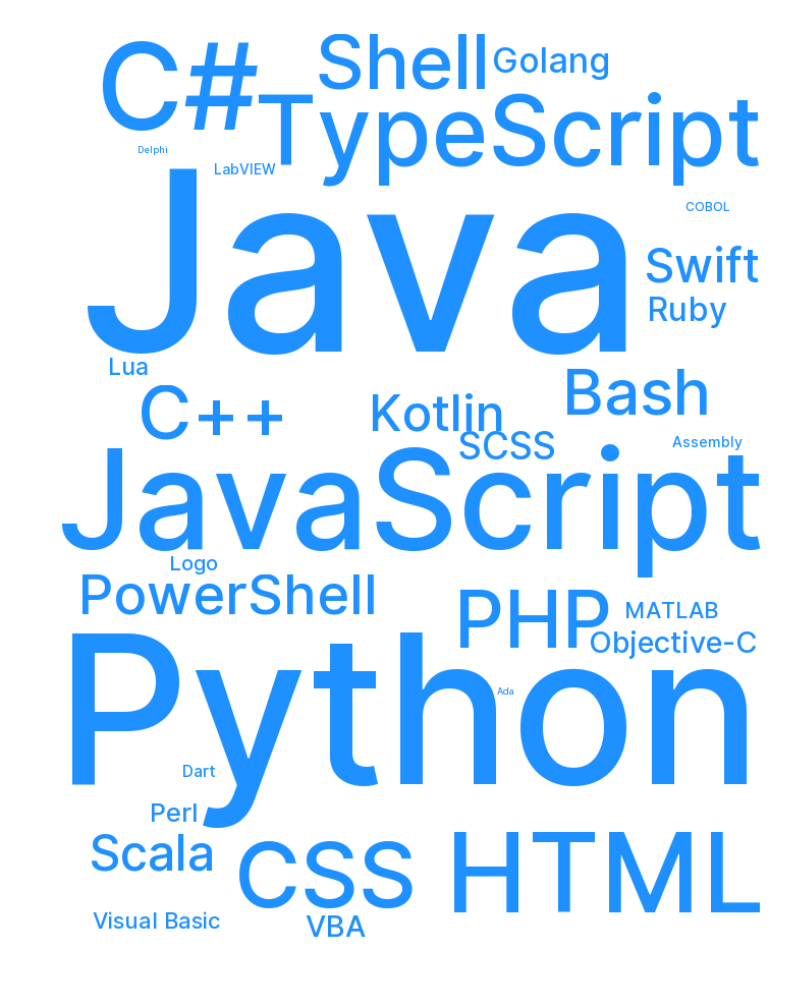 C#
Shell
Golang
TypeScript
Delphi
LabVIEW
Java
COBOL
Swift
Ruby
Lua
C++
Kotlin
Bash
SCSS
Assembly
JavaScript
Logo
PowerShell
PHP
MATLAB
Objective-C
Python
Ada
Dart
Perl
Scala
CSS
HTML
Visual Basic
VBA